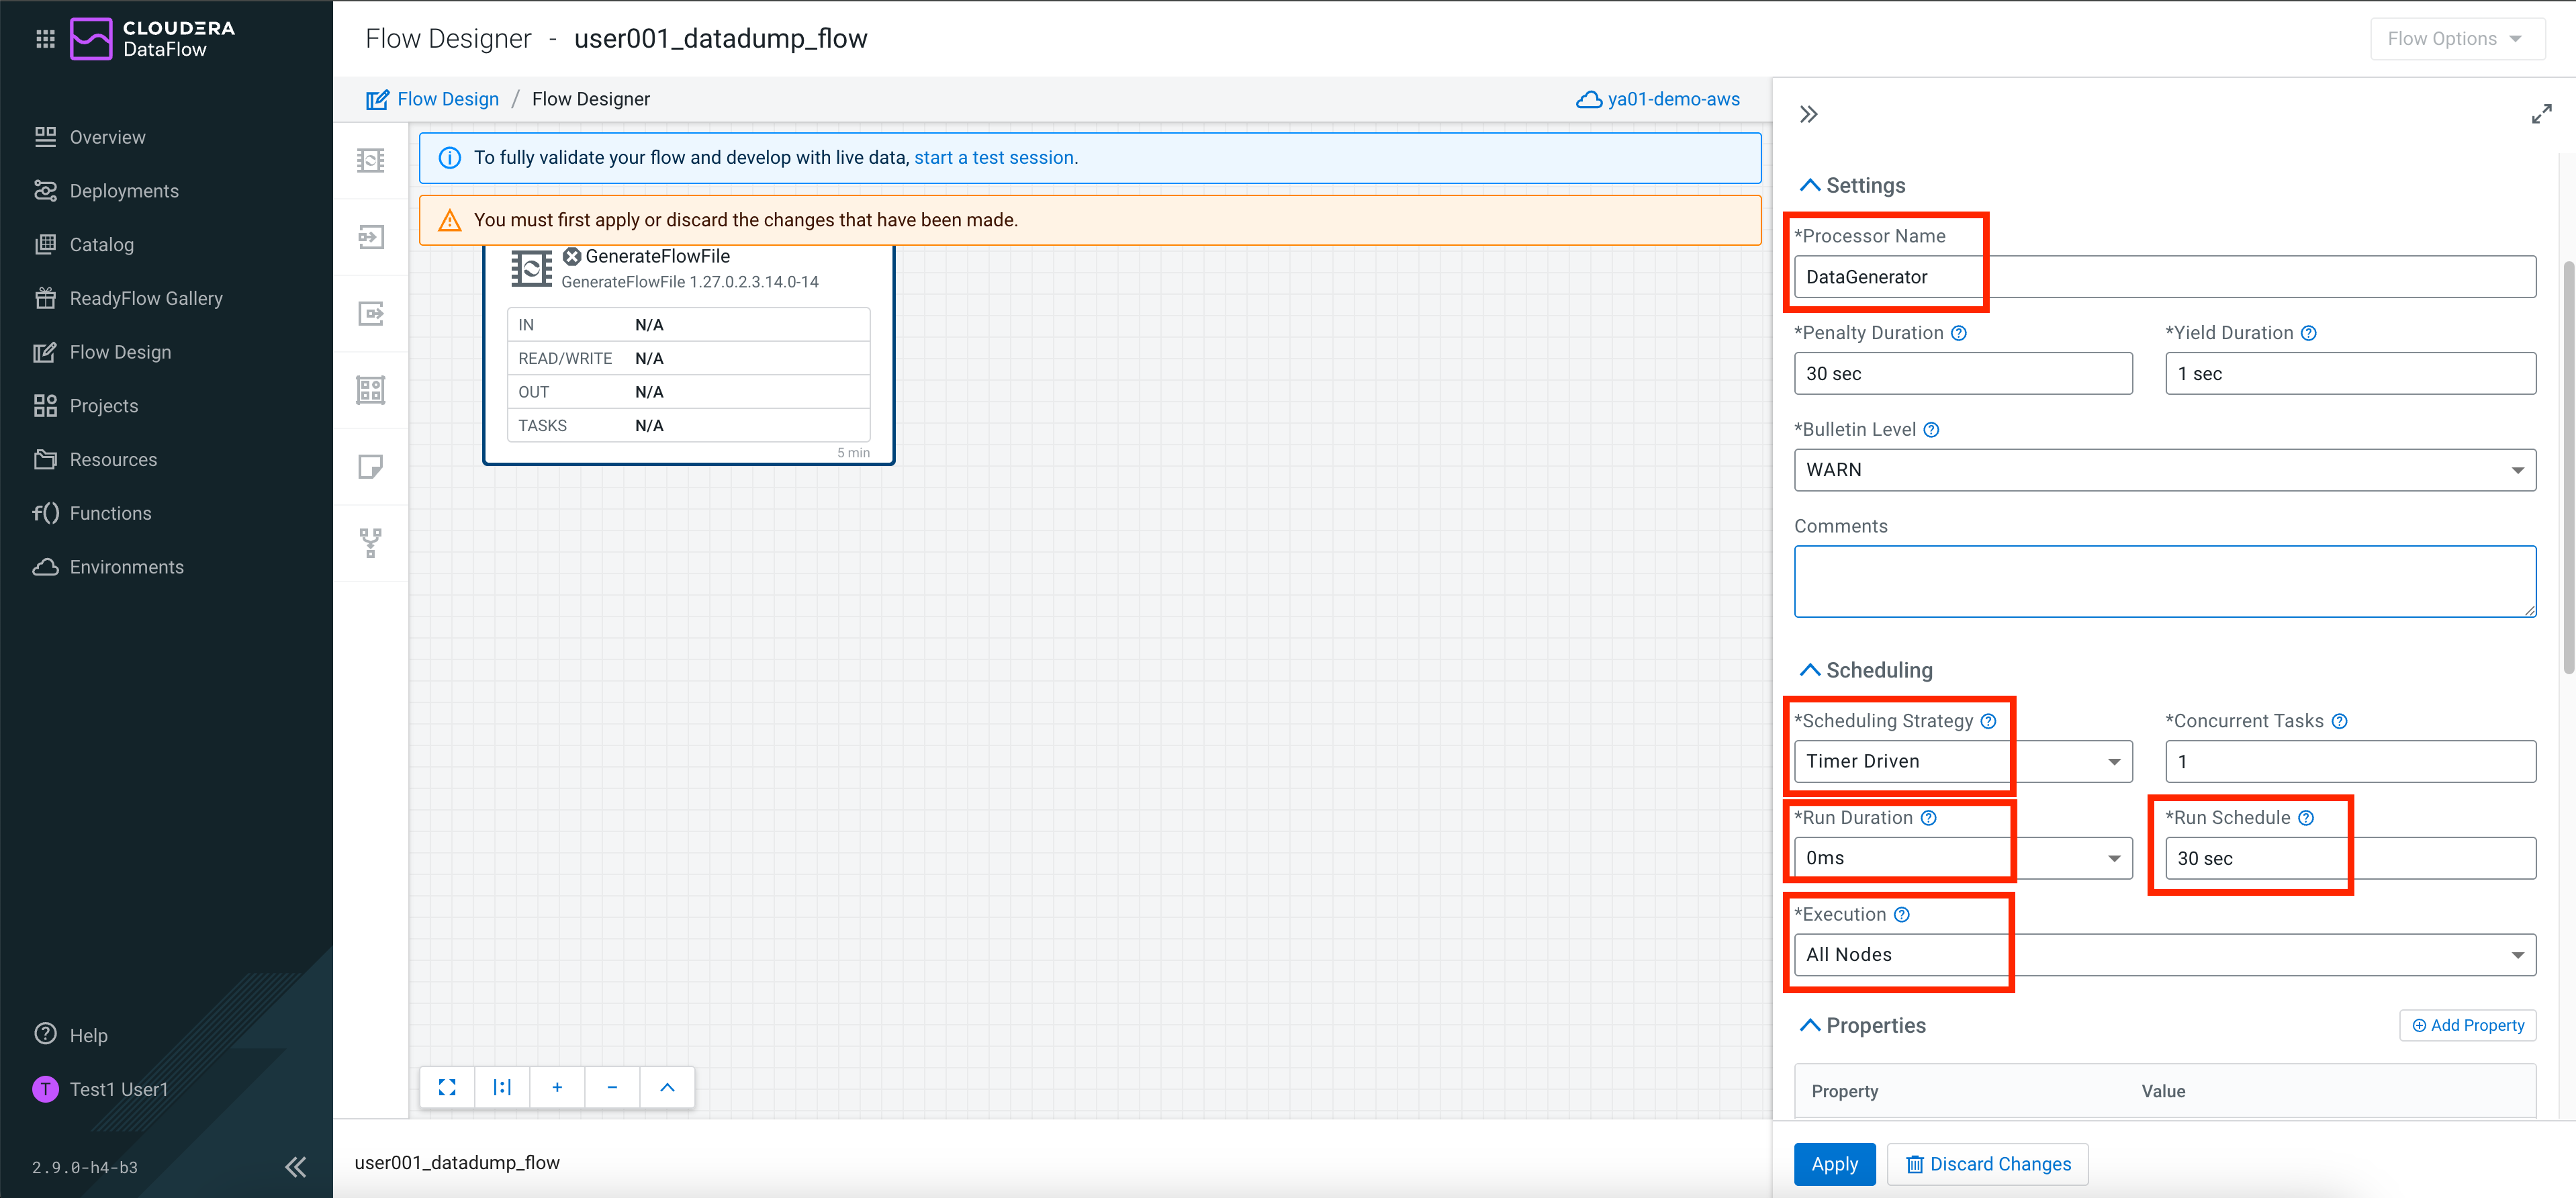 CLOUDERA
DataFlow
Flow Designer - user001_datadump_flow
Flow Options
Overview
Deployments
Catalog
ReadyFlow Gallery
Flow Design
Projects
Resources
f() Functions
Environments
Help
T Test1 User1
2.9.0-h4-b3
Flow Design / Flow Designer
ya01-demo-aws
To fully validate your flow and develop with live data, start a test session.
You must first apply or discard the changes that have been made.
GenerateFlowFile
GenerateFlowFile 1.27.0.2.3.14.0-14
IN N/A
READ/WRITE N/A
OUT N/A
TASKS N/A
5 min
user001_datadump_flow
Settings
*Processor Name
DataGenerator
*Penalty Duration *Yield Duration
30 sec 1 sec
*Bulletin Level
WARN
Comments
Scheduling
*Scheduling Strategy *Concurrent Tasks
Timer Driven 1
*Run Duration *Run Schedule
0ms 30 sec
*Execution
All Nodes
Properties Add Property
Property Value
Apply Discard Changes